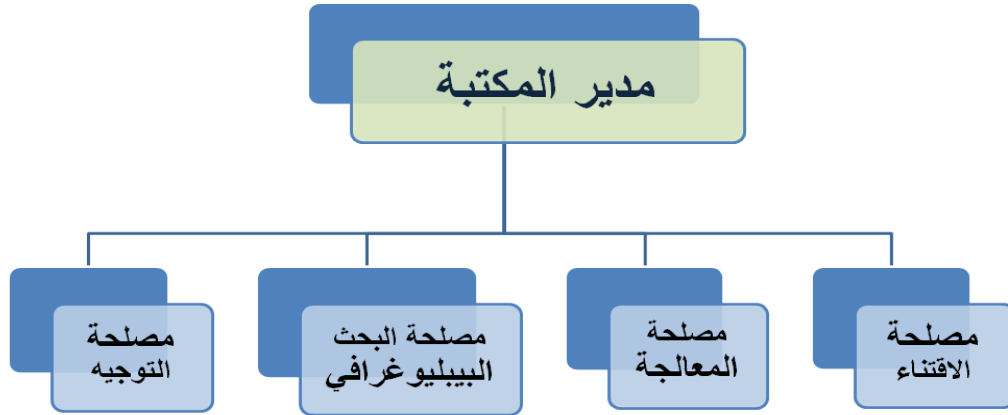 مدير المكتبة
مصلحة
الاقتناء
مصلحة
المعالجة
مصلحة البحث
البيبليوغرافي
مصلحة
التوجيه